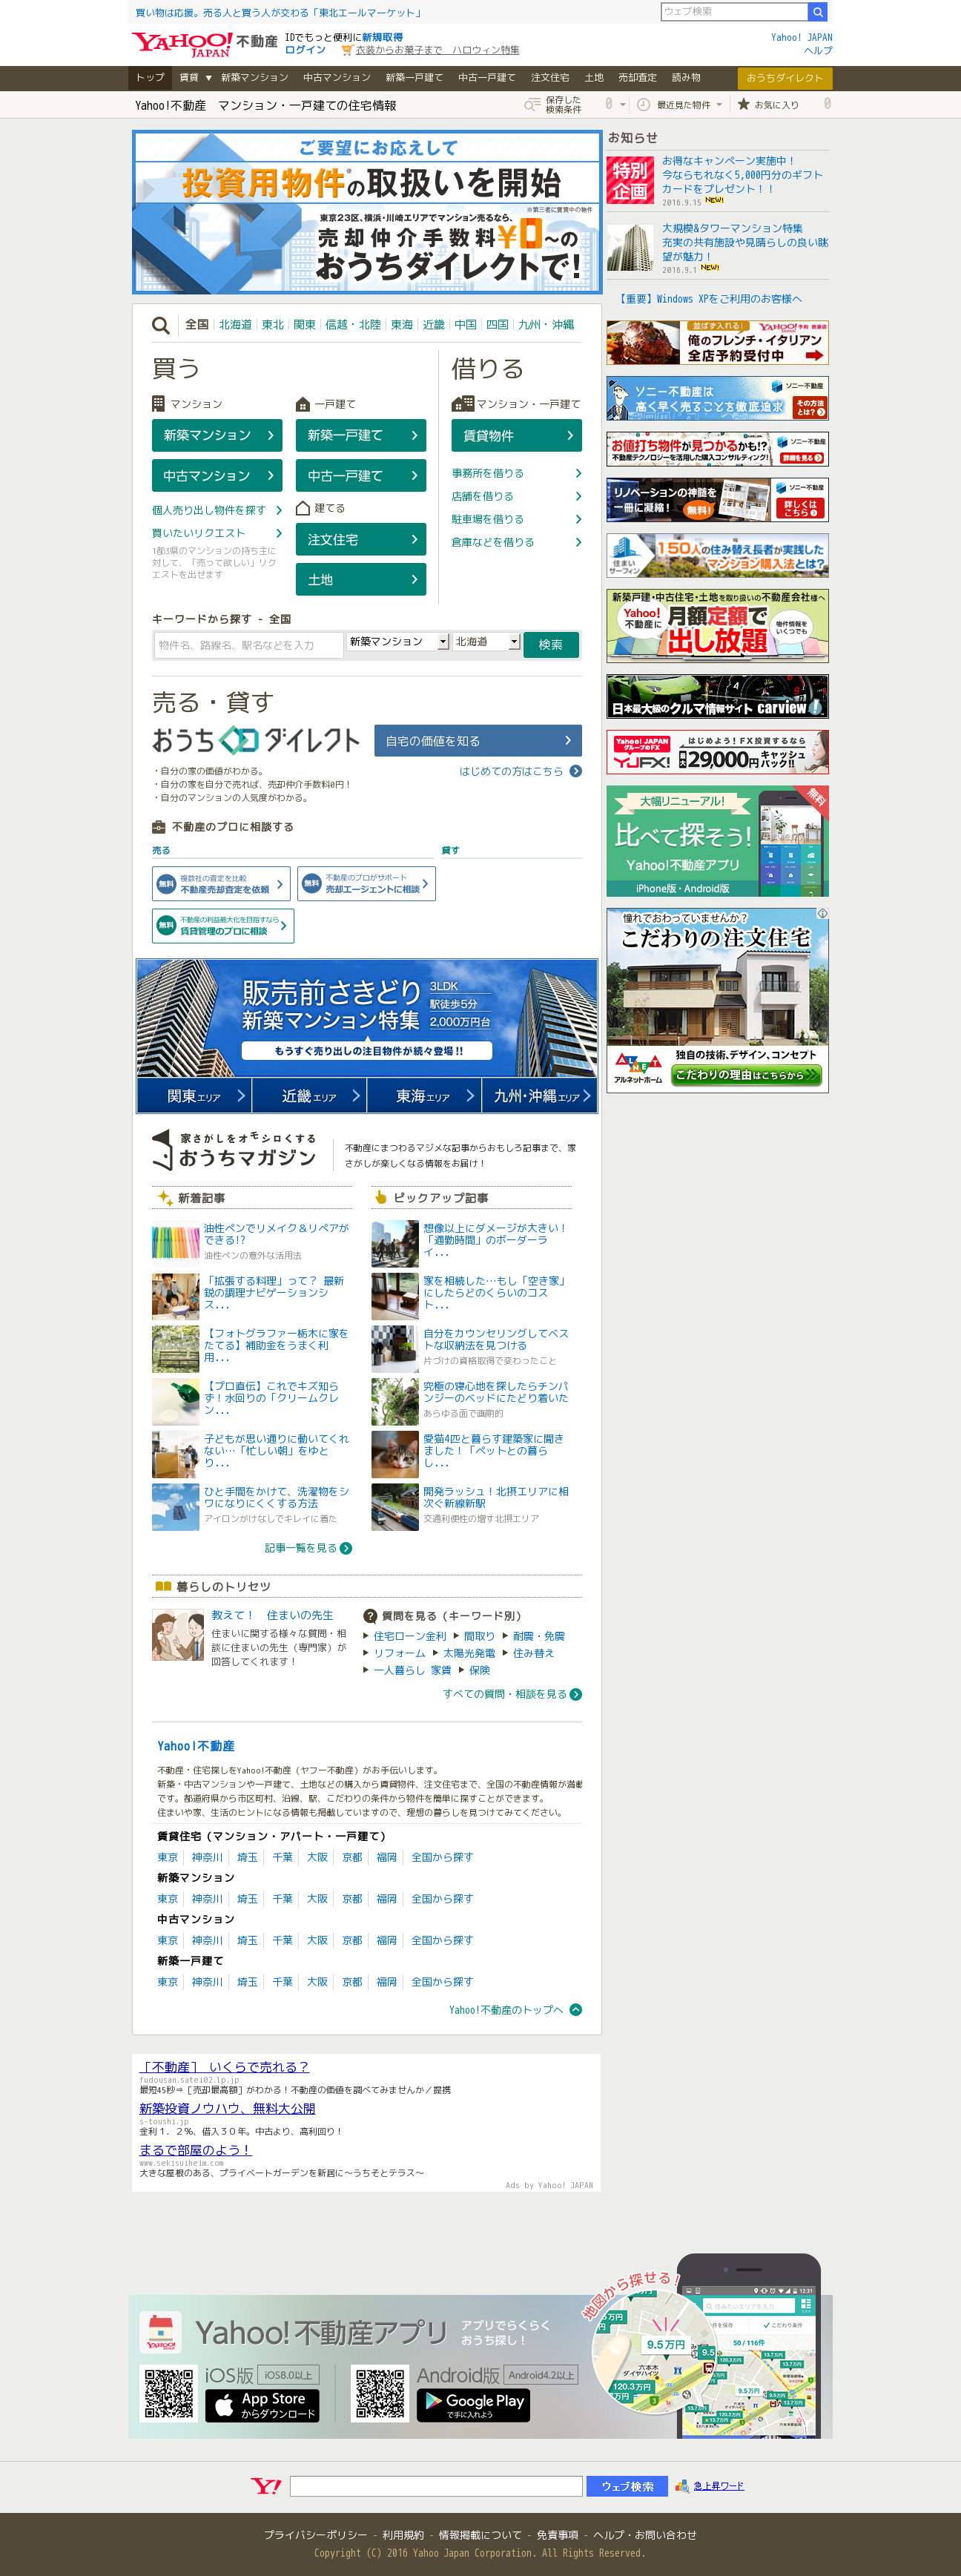 買い物は応援。売る人と買う人が交わる「東北エールマーケット」
ウェブ検索
YAHOO! JAPAN 不動産
IDでもっと便利に新規取得
ログイン
衣装からお菓子まで　ハロウィン特集
Yahoo! JAPAN
ヘルプ
トップ 賃貸 ▼ 新築マンション 中古マンション 新築一戸建て 中古一戸建て 注文住宅 土地 売却査定 読み物 おうちダイレクト
Yahoo!不動産　マンション・一戸建ての住宅情報
保存した検索条件 0
最近見た物件
お気に入り 0
ご要望にお応えして
投資用物件の取扱いを開始
※第三者に賃貸中の物件
東京23区、横浜・川崎エリアでマンション売るなら、
売却仲介手数料¥0〜の
おうちダイレクトで!
全国 北海道 東北 関東 信越・北陸 東海 近畿 中国 四国 九州・沖縄
買う
マンション
新築マンション
中古マンション
個人売り出し物件を探す
買いたいリクエスト
1都3県のマンションの持ち主に対して、「売って欲しい」リクエストを出せます
一戸建て
新築一戸建て
中古一戸建て
建てる
注文住宅
土地
借りる
マンション・一戸建て
賃貸物件
事務所を借りる
店舗を借りる
駐車場を借りる
倉庫などを借りる
キーワードから探す - 全国
物件名、路線名、駅名などを入力
新築マンション
北海道
検索
売る・貸す
おうちダイレクト
自宅の価値を知る
・自分の家の価値がわかる。
・自分の家を自分で売れば、売却仲介手数料0円！
・自分のマンションの人気度がわかる。
はじめての方はこちら
不動産のプロに相談する
売る
貸す
無料 複数社の査定を比較
不動産売却査定を依頼
無料 不動産のプロがサポート
売却エージェントに相談
無料 不動産の利益最大化を目指すなら
賃貸管理のプロに相談
販売前さきどり
新築マンション特集
3LDK
駅徒歩5分
2,000万円台
もうすぐ売り出しの注目物件が続々登場!!
関東エリア
近畿エリア
東海エリア
九州・沖縄エリア
家さがしをオモシロくする
おうちマガジン
不動産にまつわるマジメな記事からおもしろ記事まで、家さがしが楽しくなる情報をお届け！
新着記事
油性ペンでリメイク＆リペアができる!?
油性ペンの意外な活用法
「拡張する料理」って？ 最新鋭の調理ナビゲーションシス...
【フォトグラファー栃木に家をたてる】補助金をうまく利用...
【プロ直伝】これでキズ知らず！水回りの「クリームクレン...
子どもが思い通りに動いてくれない…「忙しい朝」をゆとり...
ひと手間をかけて、洗濯物をシワになりにくくする方法
アイロンがけなしでキレイに着た
記事一覧を見る
ピックアップ記事
想像以上にダメージが大きい！「通勤時間」のボーダーライ...
家を相続した…もし「空き家」にしたらどのくらいのコスト...
自分をカウンセリングしてベストな収納法を見つける
片づけの資格取得で変わったこと
究極の寝心地を探したらチンパンジーのベッドにたどり着いた
あらゆる面で画期的
愛猫4匹と暮らす建築家に聞きました！「ペットとの暮らし...
開発ラッシュ！北摂エリアに相次ぐ新線新駅
交通利便性の増す北摂エリア
暮らしのトリセツ
教えて！　住まいの先生
住まいに関する様々な質問・相談に住まいの先生（専門家）が回答してくれます！
質問を見る（キーワード別）
住宅ローン金利 間取り 耐震・免震
リフォーム 太陽光発電 住み替え
一人暮らし 家賃 保険
すべての質問・相談を見る
Yahoo!不動産
不動産・住宅探しをYahoo!不動産（ヤフー不動産）がお手伝いします。
新築・中古マンションや一戸建て、土地などの購入から賃貸物件、注文住宅まで、全国の不動産情報が満載です。都道府県から市区町村、沿線、駅、こだわりの条件から物件を簡単に探すことができます。
住まいや家、生活のヒントになる情報も掲載していますので、理想の暮らしを見つけてみてください。
賃貸住宅（マンション・アパート・一戸建て）
東京 神奈川 埼玉 千葉 大阪 京都 福岡 全国から探す
新築マンション
東京 神奈川 埼玉 千葉 大阪 京都 福岡 全国から探す
中古マンション
東京 神奈川 埼玉 千葉 大阪 京都 福岡 全国から探す
新築一戸建て
東京 神奈川 埼玉 千葉 大阪 京都 福岡 全国から探す
Yahoo!不動産のトップへ
お知らせ
特別企画
お得なキャンペーン実施中！
今ならもれなく5,000円分のギフトカードをプレゼント！！
2016.9.15 NEW!
大規模&タワーマンション特集
充実の共有施設や見晴らしの良い眺望が魅力！
2016.9.1 NEW!
【重要】Windows XPをご利用のお客様へ
並ばず入れる! YAHOO! JAPAN 予約 飲食店
俺のフレンチ・イタリアン
全店予約受付中
ソニー不動産は
高く早く売ることを徹底追求
ソニー不動産
その方法とは?
お値打ち物件が見つかるかも!?
不動産テクノロジーを活用した購入コンサルティング!
ソニー不動産
詳細を見る
リノベーションの神髄を
一冊に凝縮! 無料!
ソニー不動産
詳しくはこちら
住まいサーフィン
150人の住み替え長者が実践した
マンション購入法とは?
新築戸建・中古住宅・土地を取り扱いの不動産会社様へ
Yahoo!不動産に 月額定額で
出し放題
物件情報をいくつでも
日本最大級のクルマ情報サイト carview!
Yahoo! JAPANグループのFX
YJFX!
はじめよう! FX投資するなら
最大29,000円キャッシュバック!!
大幅リニューアル!
無料
比べて探そう!
Yahoo!不動産アプリ
iPhone版・Android版
憧れでおわっていませんか?
こだわりの注文住宅
ALNETHOME
アルネットホーム
独自の技術、デザイン、コンセプト
こだわりの理由はこちらから
［不動産］ いくらで売れる？
fudousan.satei02.lp.jp
最短45秒⇒［売却最高額］がわかる！不動産の価値を調べてみませんか／提携
新築投資ノウハウ、無料大公開
s-toushi.jp
金利１．２％、借入３０年。中古より、高利回り！
まるで部屋のよう！
www.sekisuiheim.com
大きな屋根のある、プライベートガーデンを新居に～うちそとテラス～
Ads by Yahoo! JAPAN
地図から探せる！
YAHOO!
Yahoo!不動産アプリ
アプリでらくらく
おうち探し！
iOS版 iOS8.0以上
App Store
からダウンロード
Android版 Android4.2以上
Google Play
で手に入れよう
12:31
住みたいエリアを入力
こだわり条件
50/116件
9.5万円
六本木
120.3万円
Y!
ウェブ検索
急上昇ワード
プライバシーポリシー - 利用規約 - 情報掲載について - 免責事項 - ヘルプ・お問い合わせ
Copyright (C) 2016 Yahoo Japan Corporation. All Rights Reserved.